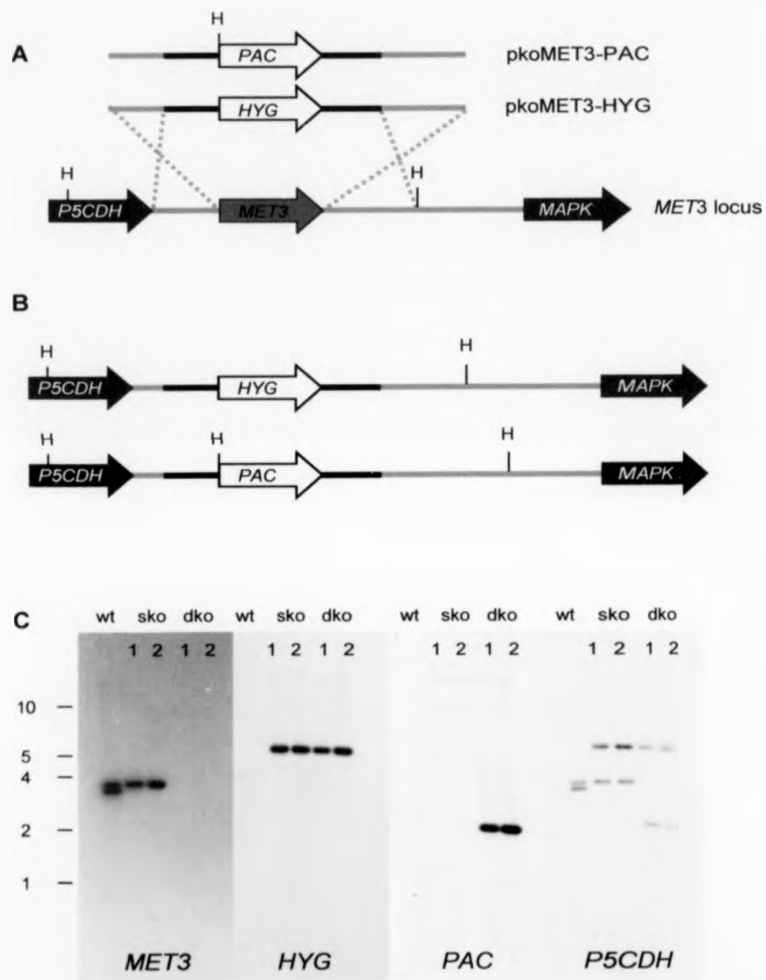 A
H
PAC
pkoMET3-PAC
HYG
pkoMET3-HYG
H
H
P5CDH
MET3
MAPK
MET3 locus
B
H
H
P5CDH
HYG
MAPK
H
H
H
P5CDH
PAC
MAPK
C
wt sko dko wt sko dko wt sko dko wt sko dko
1 2 1 2 1 2 1 2 1 2 1 2 1 2 1 2
10
5
4
2
1
MET3 HYG PAC P5CDH